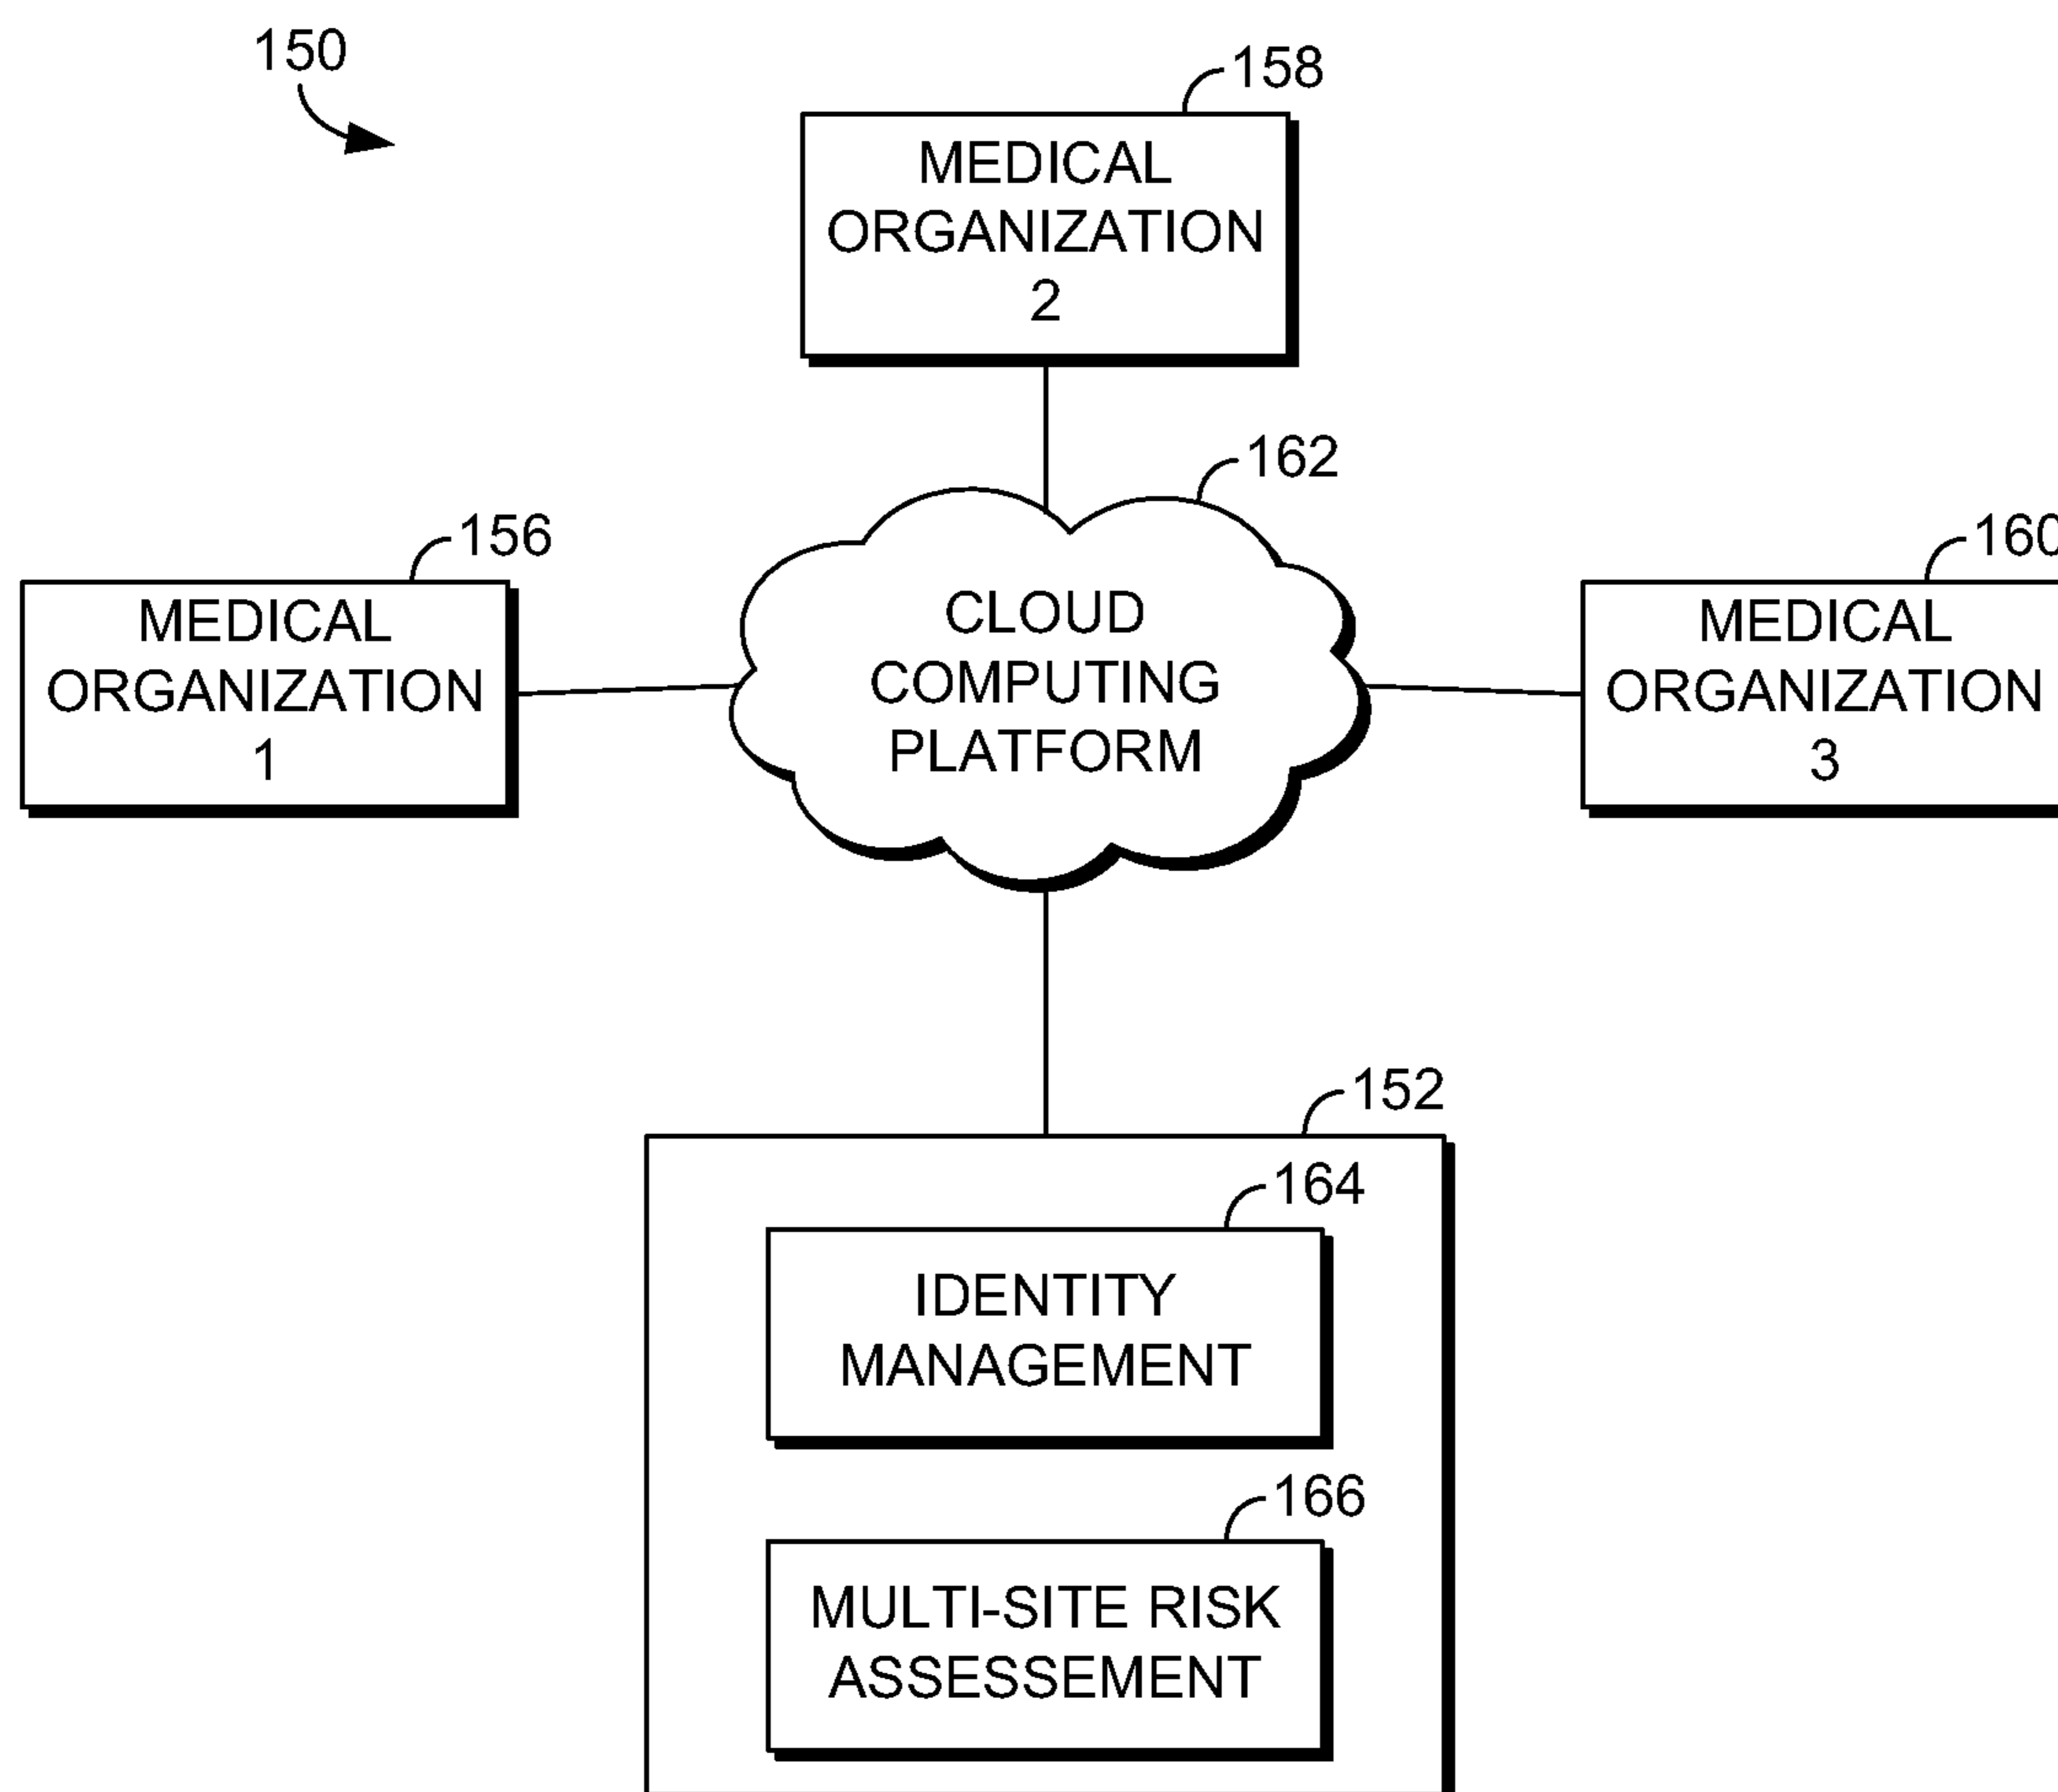 150
158
MEDICAL
ORGANIZATION
2
162
156
MEDICAL
ORGANIZATION
1
CLOUD
COMPUTING
PLATFORM
160
MEDICAL
ORGANIZATION
3
152
164
IDENTITY
MANAGEMENT
166
MULTI-SITE RISK
ASSESSEMENT